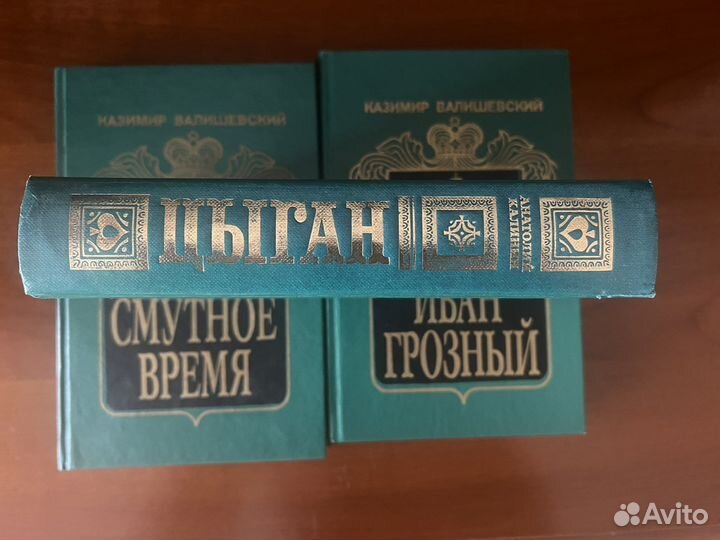 КАЗИМИР ВАЛИШЕВСКИЙ
КАЗИМИР ВАЛИШЕВСКИЙ
ЦЫГАН
АНАТОЛИЙ
КАЛИНИН
СМУТНОЕ
ВРЕМЯ
ИВАН
ГРОЗНЫЙ
Avito